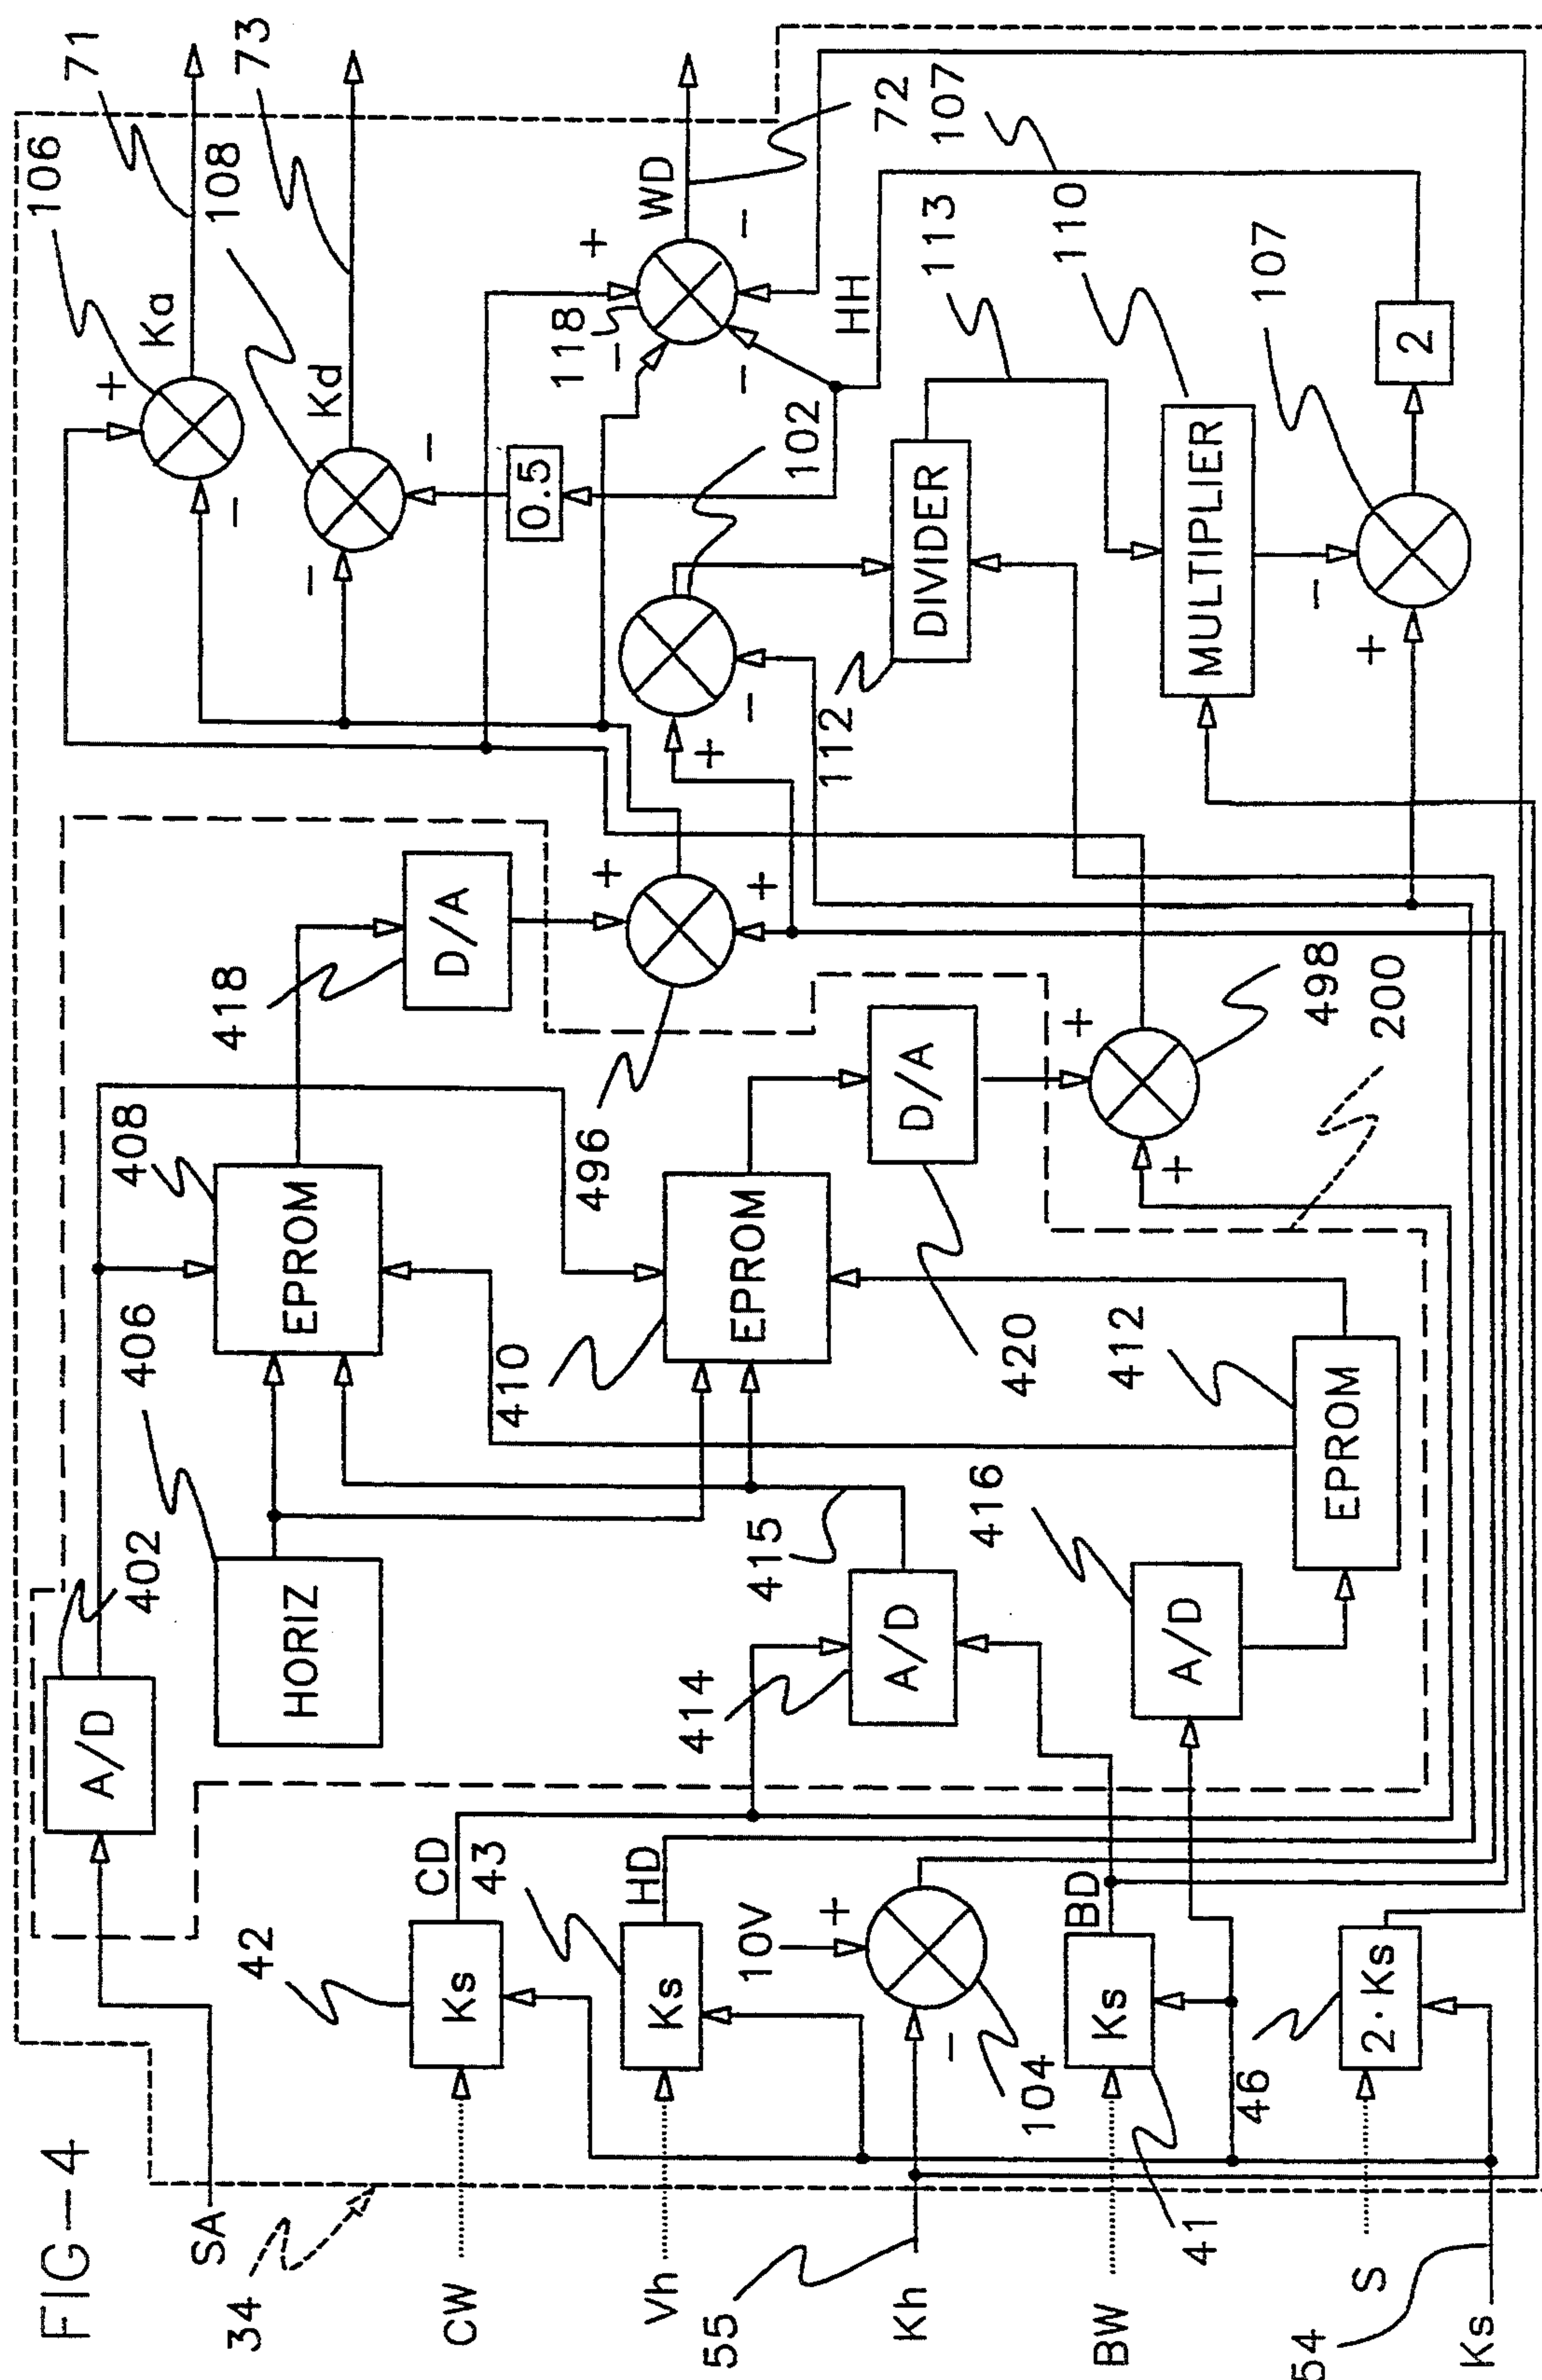 FIG-4
34
SA
CW
Vh
55
Kh
BW
41
S
54
Ks
42
Ks
CD
43
Ks
HD
10V
+
-
104
Ks
BD
46
2·Ks
A/D
402
HORIZ
406
414
A/D
415
416
A/D
EPROM
412
EPROM
408
EPROM
410
418
D/A
D/A
420
496
+
+
498
+
+
200
106
+
-
Ka
71
108
-
-
Kd
73
0.5
118
+
-
-
-
WD
72
HH
107
102
+
-
112
DIVIDER
113
MULTIPLIER
110
107
+
-
2